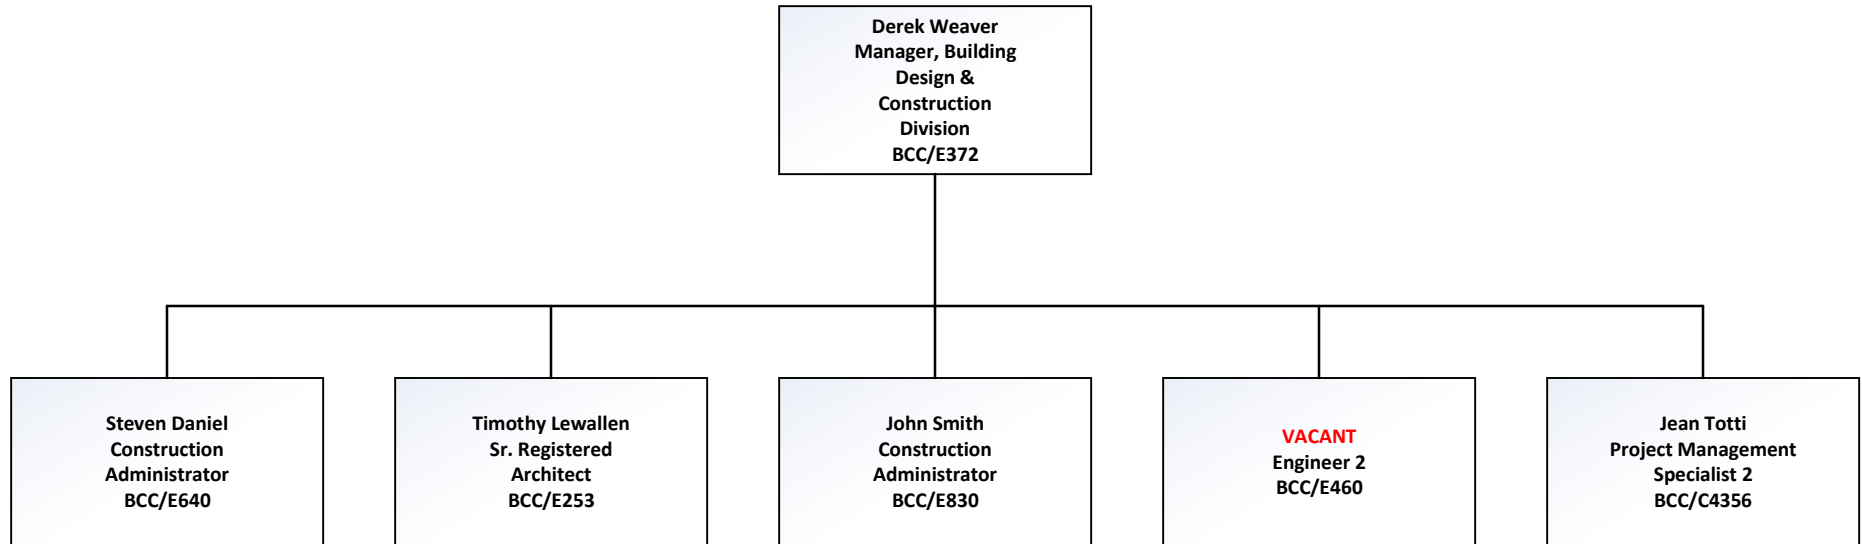 Derek Weaver
Manager, Building
Design &
Construction
Division
BCC/E372
Steven Daniel
Construction
Administrator
BCC/E640
Timothy Lewallen
Sr. Registered
Architect
BCC/E253
John Smith
Construction
Administrator
BCC/E830
VACANT
Engineer 2
BCC/E460
Jean Totti
Project Management
Specialist 2
BCC/C4356